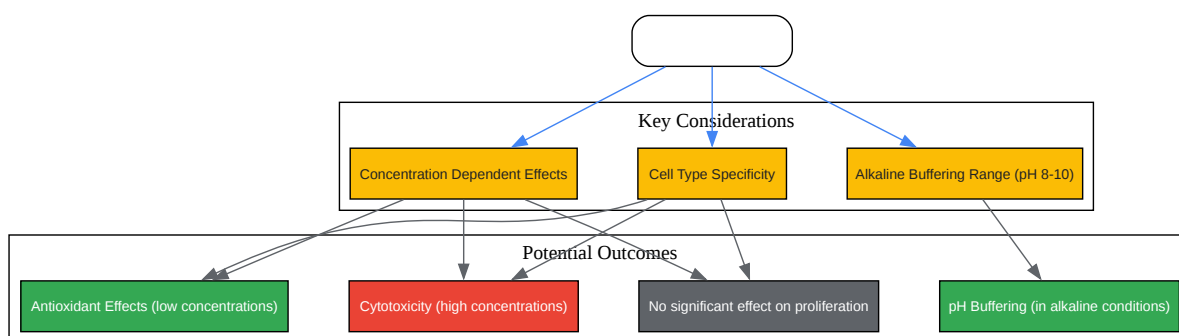 Key Considerations
Concentration Dependent Effects
Cell Type Specificity
Alkaline Buffering Range (pH 8-10)
Potential Outcomes
Antioxidant Effects (low concentrations)
Cytotoxicity (high concentrations)
No significant effect on proliferation
pH Buffering (in alkaline conditions)